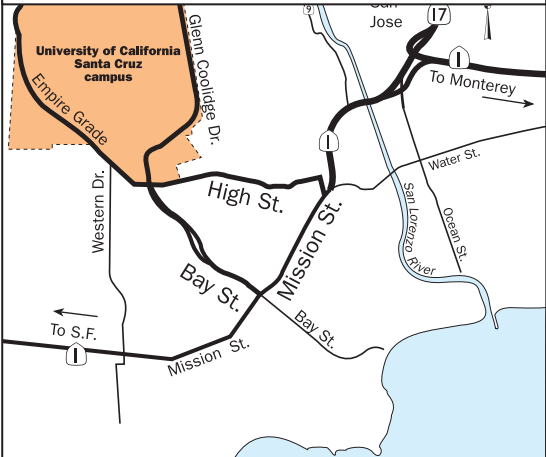 San
Jose
17
9
1
To Monterey
University of California
Santa Cruz
campus
Glenn Coolidge Dr.
Empire Grade
1
Water St.
High St.
Western Dr.
Mission St.
San Lorenzo
River
Ocean St.
Bay St.
To S.F.
1
Mission St.
Bay St.